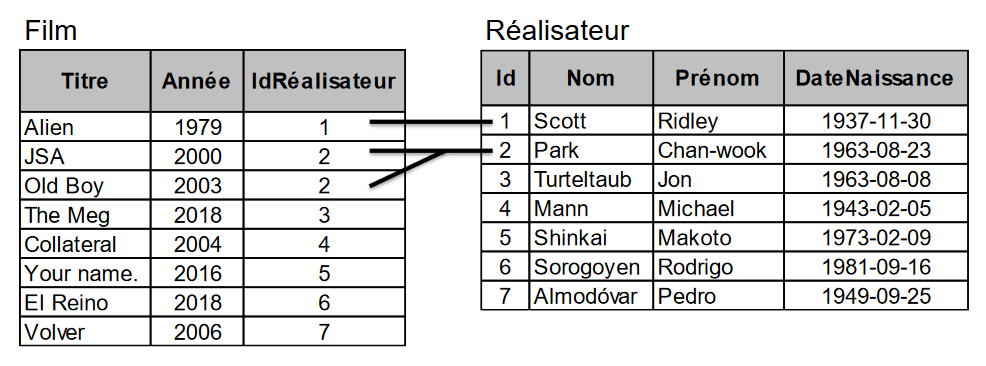 Film
Titre Année IdRéalisateur
Alien 1979 1
JSA 2000 2
Old Boy 2003 2
The Meg 2018 3
Collateral 2004 4
Your name. 2016 5
El Reino 2018 6
Volver 2006 7
Réalisateur
Id Nom Prénom DateNaissance
1 Scott Ridley 1937-11-30
2 Park Chan-wook 1963-08-23
3 Turteltaub Jon 1963-08-08
4 Mann Michael 1943-02-05
5 Shinkai Makoto 1973-02-09
6 Sorogoyen Rodrigo 1981-09-16
7 Almodóvar Pedro 1949-09-25